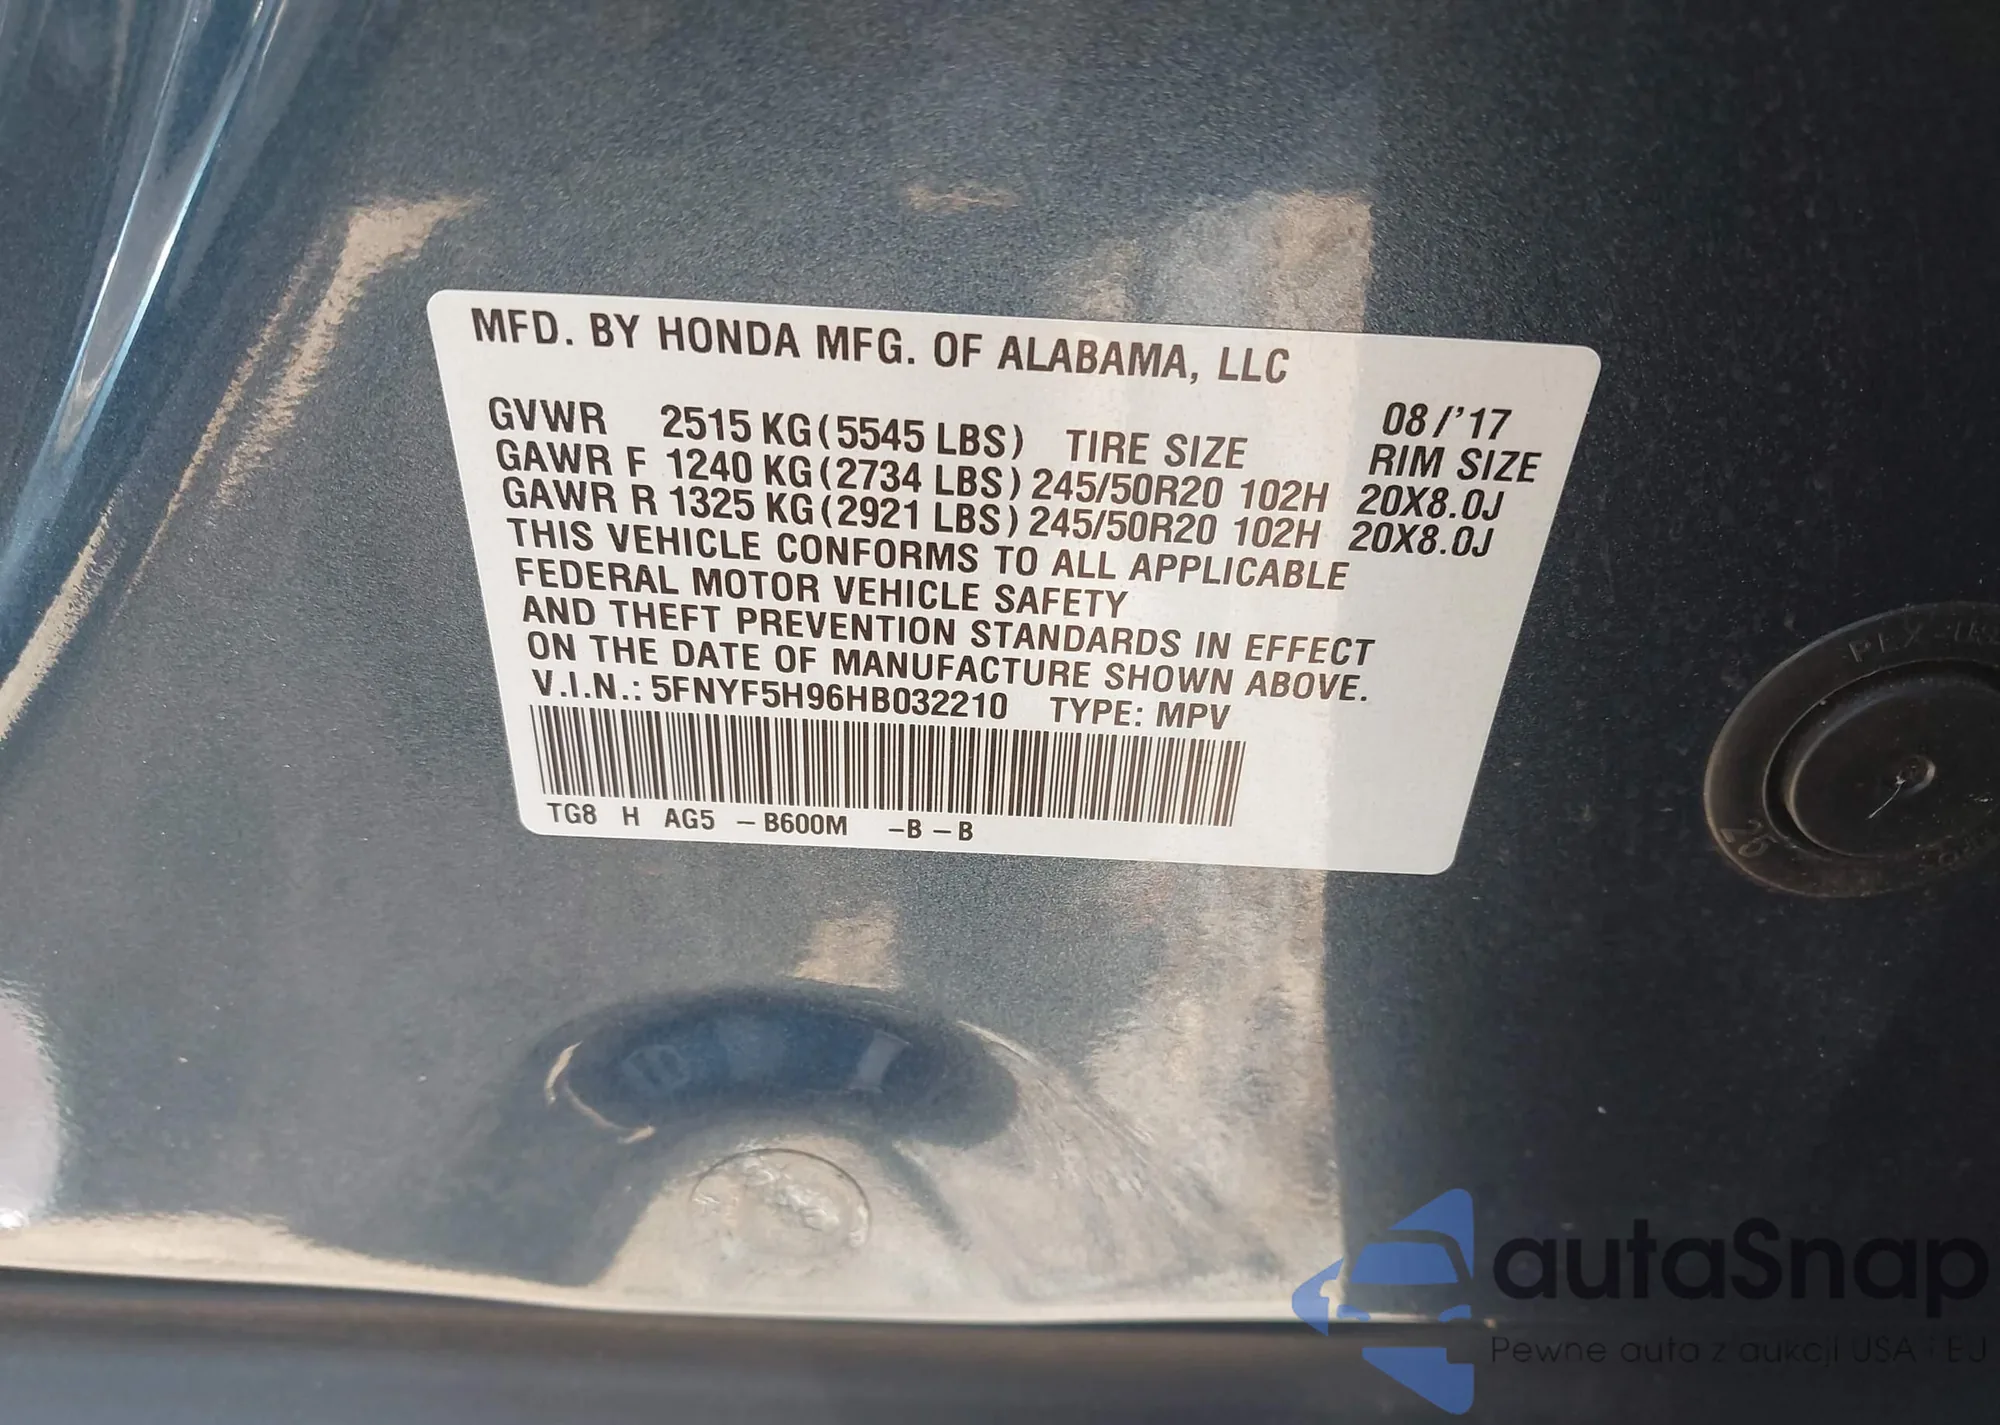 MFD. BY HONDA MFG. OF ALABAMA, LLC
08/'17
GVWR 2515 KG(5545 LBS) TIRE SIZE RIM SIZE
GAWR F 1240 KG(2734 LBS) 245/50R20 102H 20X8.0J
GAWR R 1325 KG(2921 LBS) 245/50R20 102H 20X8.0J
THIS VEHICLE CONFORMS TO ALL APPLICABLE
FEDERAL MOTOR VEHICLE SAFETY
AND THEFT PREVENTION STANDARDS IN EFFECT
ON THE DATE OF MANUFACTURE SHOWN ABOVE.
V.I.N.: 5FNYF5H96HB032210 TYPE: MPV
TG8 H AG5 -B600M -B-B
25
autaSnap
Pewne auta z aukcji USA i EU